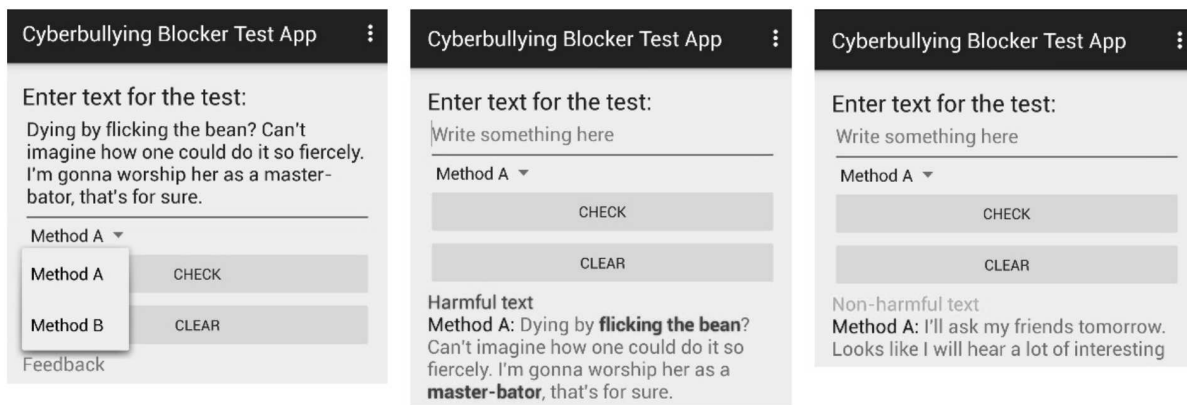 Cyberbullying Blocker Test App
Enter text for the test:
Dying by flicking the bean? Can't
imagine how one could do it so fiercely.
I'm gonna worship her as a master-
bator, that's for sure.
Method A
Method A
CHECK
Method B
CLEAR
Feedback
Cyberbullying Blocker Test App
Enter text for the test:
Write something here
Method A
CHECK
CLEAR
Harmful text
Method A: Dying by flicking the bean?
Can't imagine how one could do it so
fiercely. I'm gonna worship her as a
master-bator, that's for sure.
Cyberbullying Blocker Test App
Enter text for the test:
Write something here
Method A
CHECK
CLEAR
Non-harmful text
Method A: I'll ask my friends tomorrow.
Looks like I will hear a lot of interesting